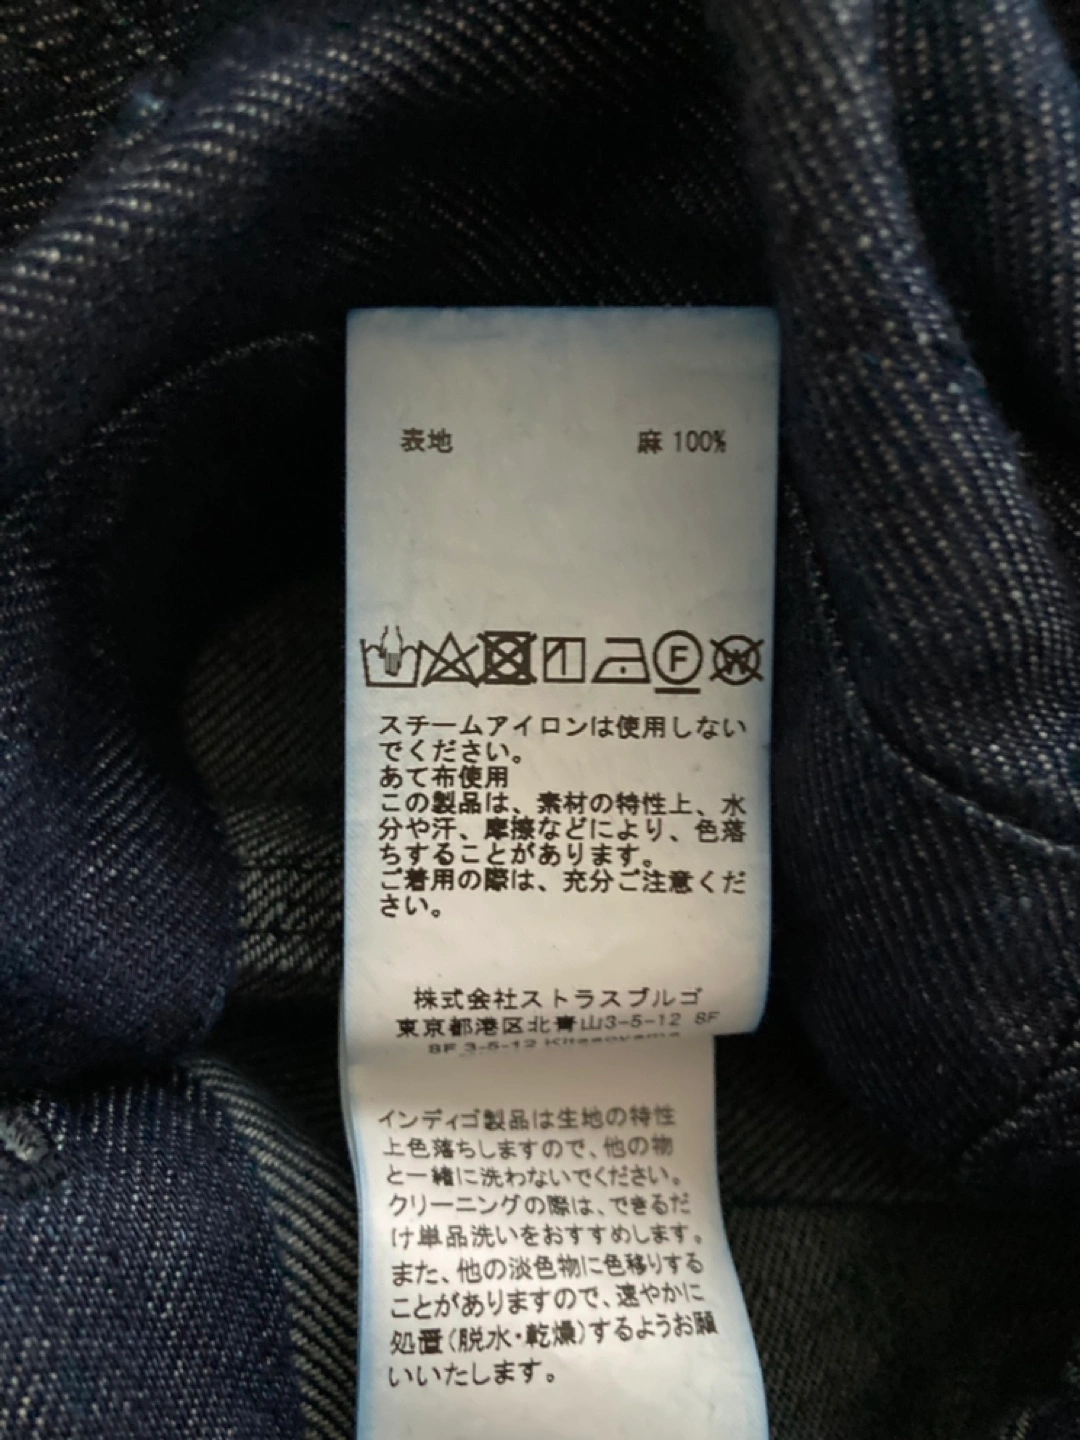 表地 麻 100%
F W
スチームアイロンは使用しない
でください。
あて布使用
この製品は、素材の特性上、水
分や汗、摩擦などにより、色落
ちすることがあります。
ご着用の際は、充分ご注意くだ
さい。
株式会社ストラスブルゴ
東京都港区北青山3-5-12 8F
8F 3-5-12 Kitaaoyama
インディゴ製品は生地の特性
上色落ちしますので、他の物
と一緒に洗わないでください。
クリーニングの際は、できるだ
け単品洗いをおすすめします。
また、他の淡色物に色移りする
ことがありますので、速やかに
処置(脱水・乾燥)するようお願
いいたします。